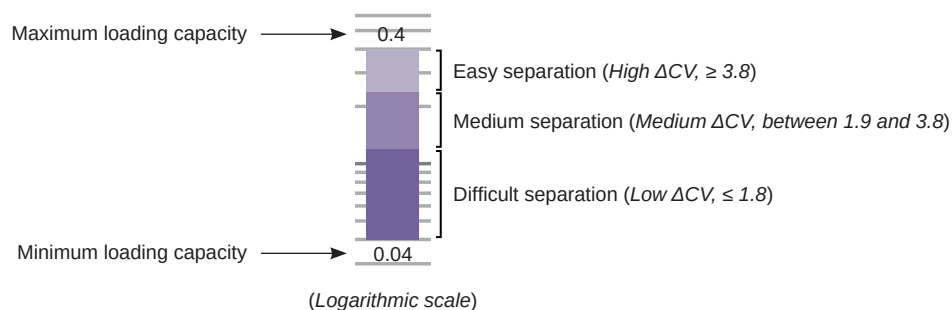 Maximum loading capacity
0.4
Easy separation (High ΔCV, ≥ 3.8)
Medium separation (Medium ΔCV, between 1.9 and 3.8)
Difficult separation (Low ΔCV, ≤ 1.8)
Minimum loading capacity
0.04
(Logarithmic scale)